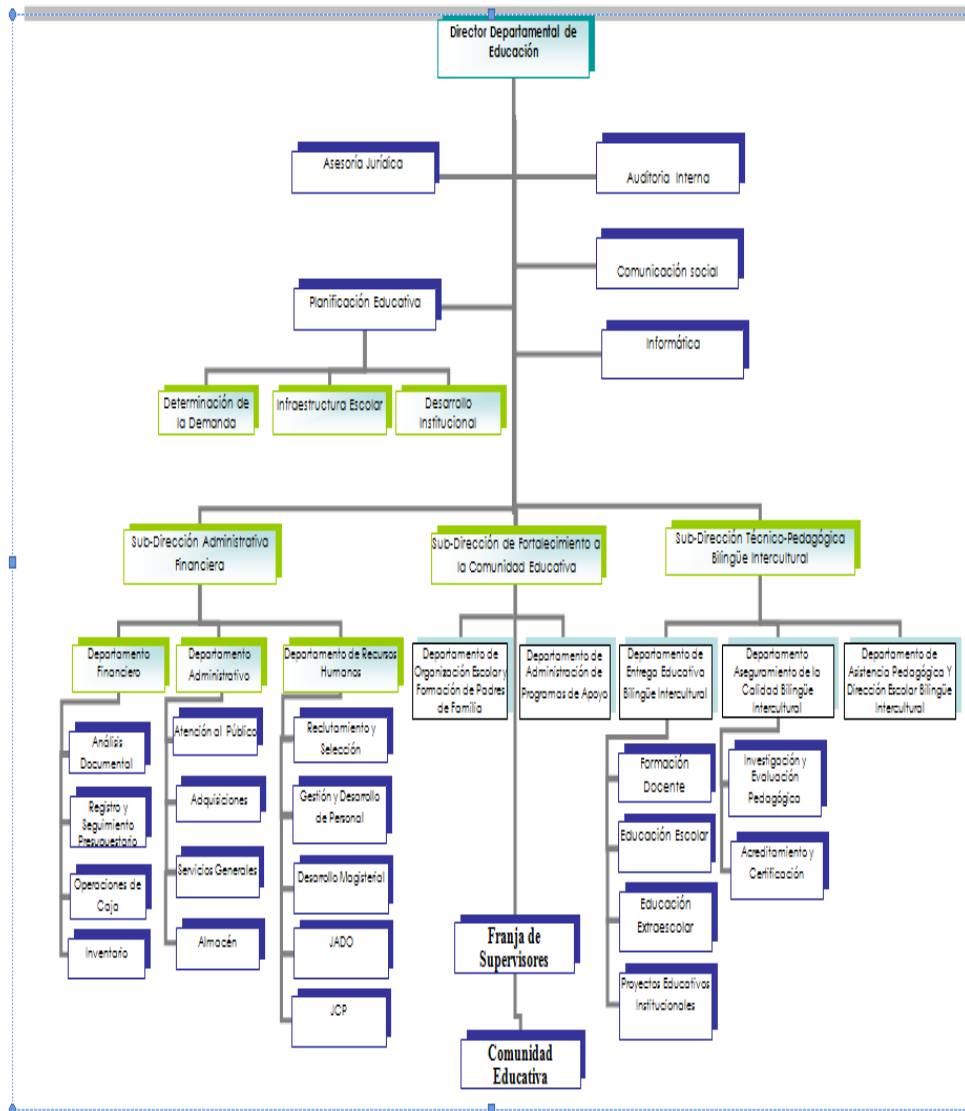 Director Departamental de
Educación
Asesoría Jurídica
Auditoria Interna
Comunicación social
Planificación Educativa
Informática
Determinación de
la Demanda
Infraestructura Escolar
Desarrollo
Institucional
Sub-Dirección Administrativa
Financiera
Sub-Dirección de Fortalecimiento a
la Comunidad Educativa
Sub-Dirección Técnico-Pedagógica
Bilingüe Intercultural
Departamento
Financiero
Departamento
Administrativo
Departamento de Recursos
Humanos
Departamento de
Organización Escolar y
Formación de Padres
de Familia
Departamento de
Administración de
Programas de Apoyo
Departamento de
Entrega Educativa
Bilingüe Intercultural
Departamento
Aseguramiento de la
Calidad Bilingüe
Intercultural
Departamento de
Asistencia Pedagógica Y
Dirección Escolar Bilingüe
Intercultural
Análisis
Documental
Registro y
Seguimiento
Presupuestario
Operaciones de
Caja
Inventario
Atención al Público
Adquisiciones
Servicios Generales
Almacén
Reclutamiento y
Selección
Gestión y Desarrollo
de Personal
Desarrollo Magisterial
JADO
JCP
Franja de
Supervisores
Comunidad
Educativa
Formación
Docente
Educación Escolar
Educación
Extraescolar
Proyectos Educativos
Institucionales
Investigación y
Evaluación
Pedagógica
Acreditamiento y
Certificación